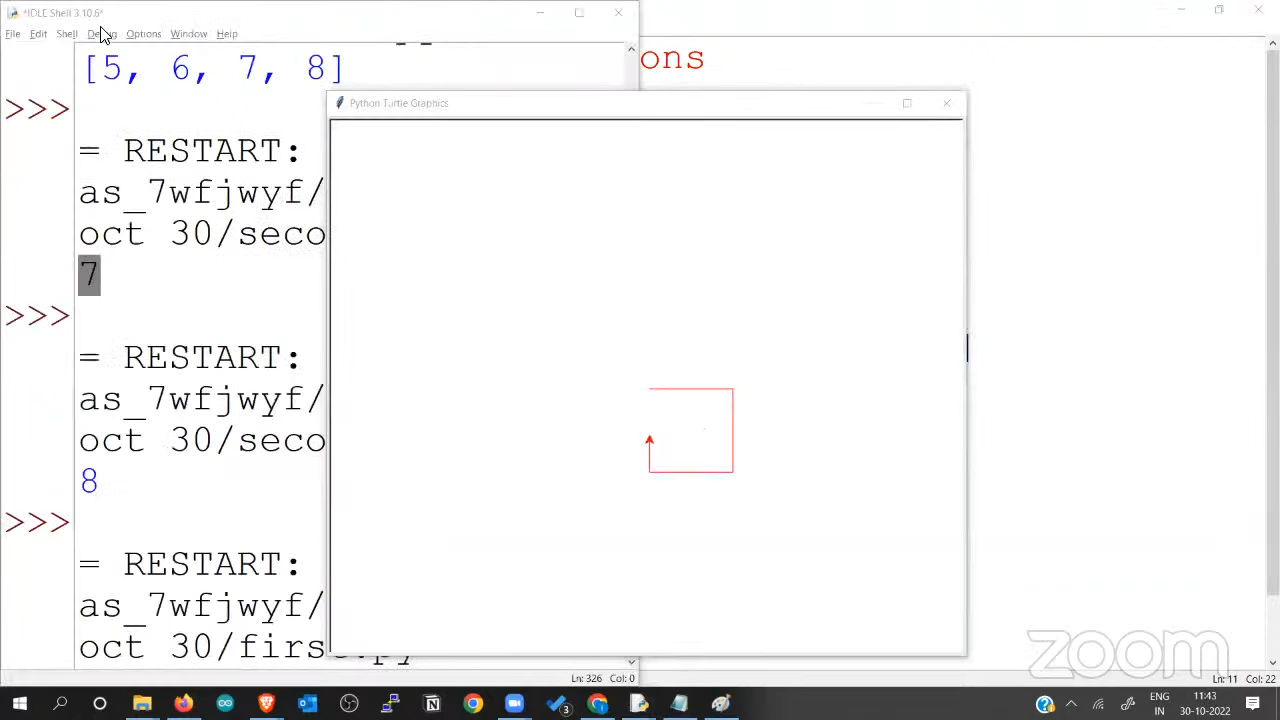 *IDLE Shell 3.10.6*
File Edit Shell Debug Options Window Help
[5, 6, 7, 8]
>>>
= RESTART:
as_7wfjwyf/
oct 30/seco
7
>>>
= RESTART:
as_7wfjwyf/
oct 30/seco
8
>>>
= RESTART:
as_7wfjwyf/
oct 30/first.py
Ln: 326 Col: 0
ons
Python Turtle Graphics
zoom
Ln: 11 Col: 22
ENG
IN
11:43
30-10-2022